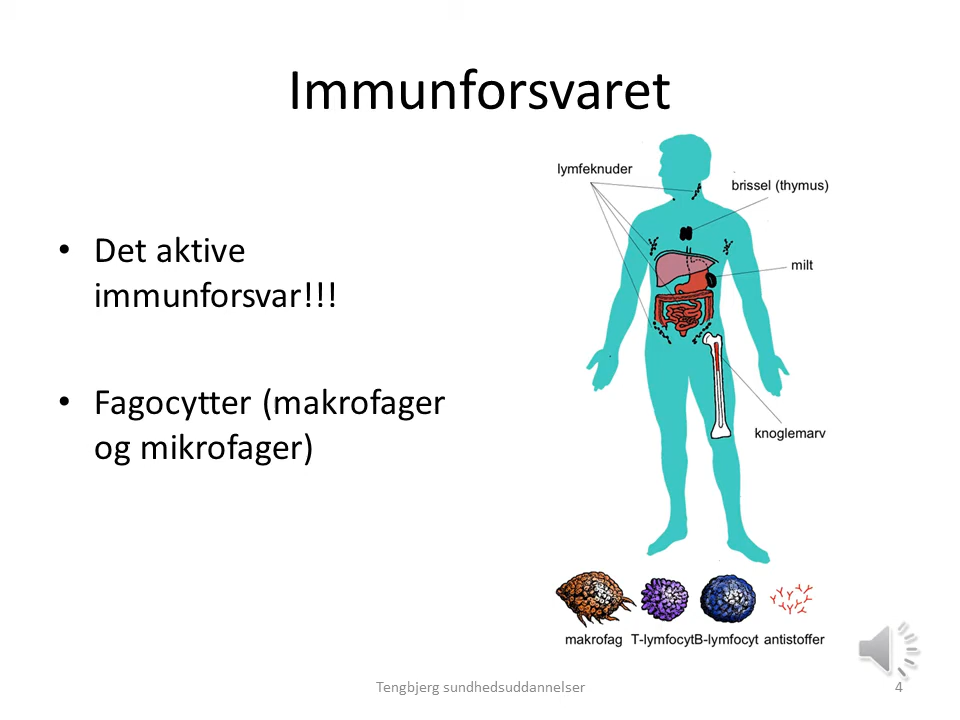 Immunforsvaret
• Det aktive
immunforsvar!!!
• Fagocytter (makrofager
og mikrofager)
lymfeknuder
brissel (thymus)
milt
knoglemarv
makrofag T-lymfocyt B-lymfocyt antistoffer
Tengbjerg sundhedsuddannelser
4